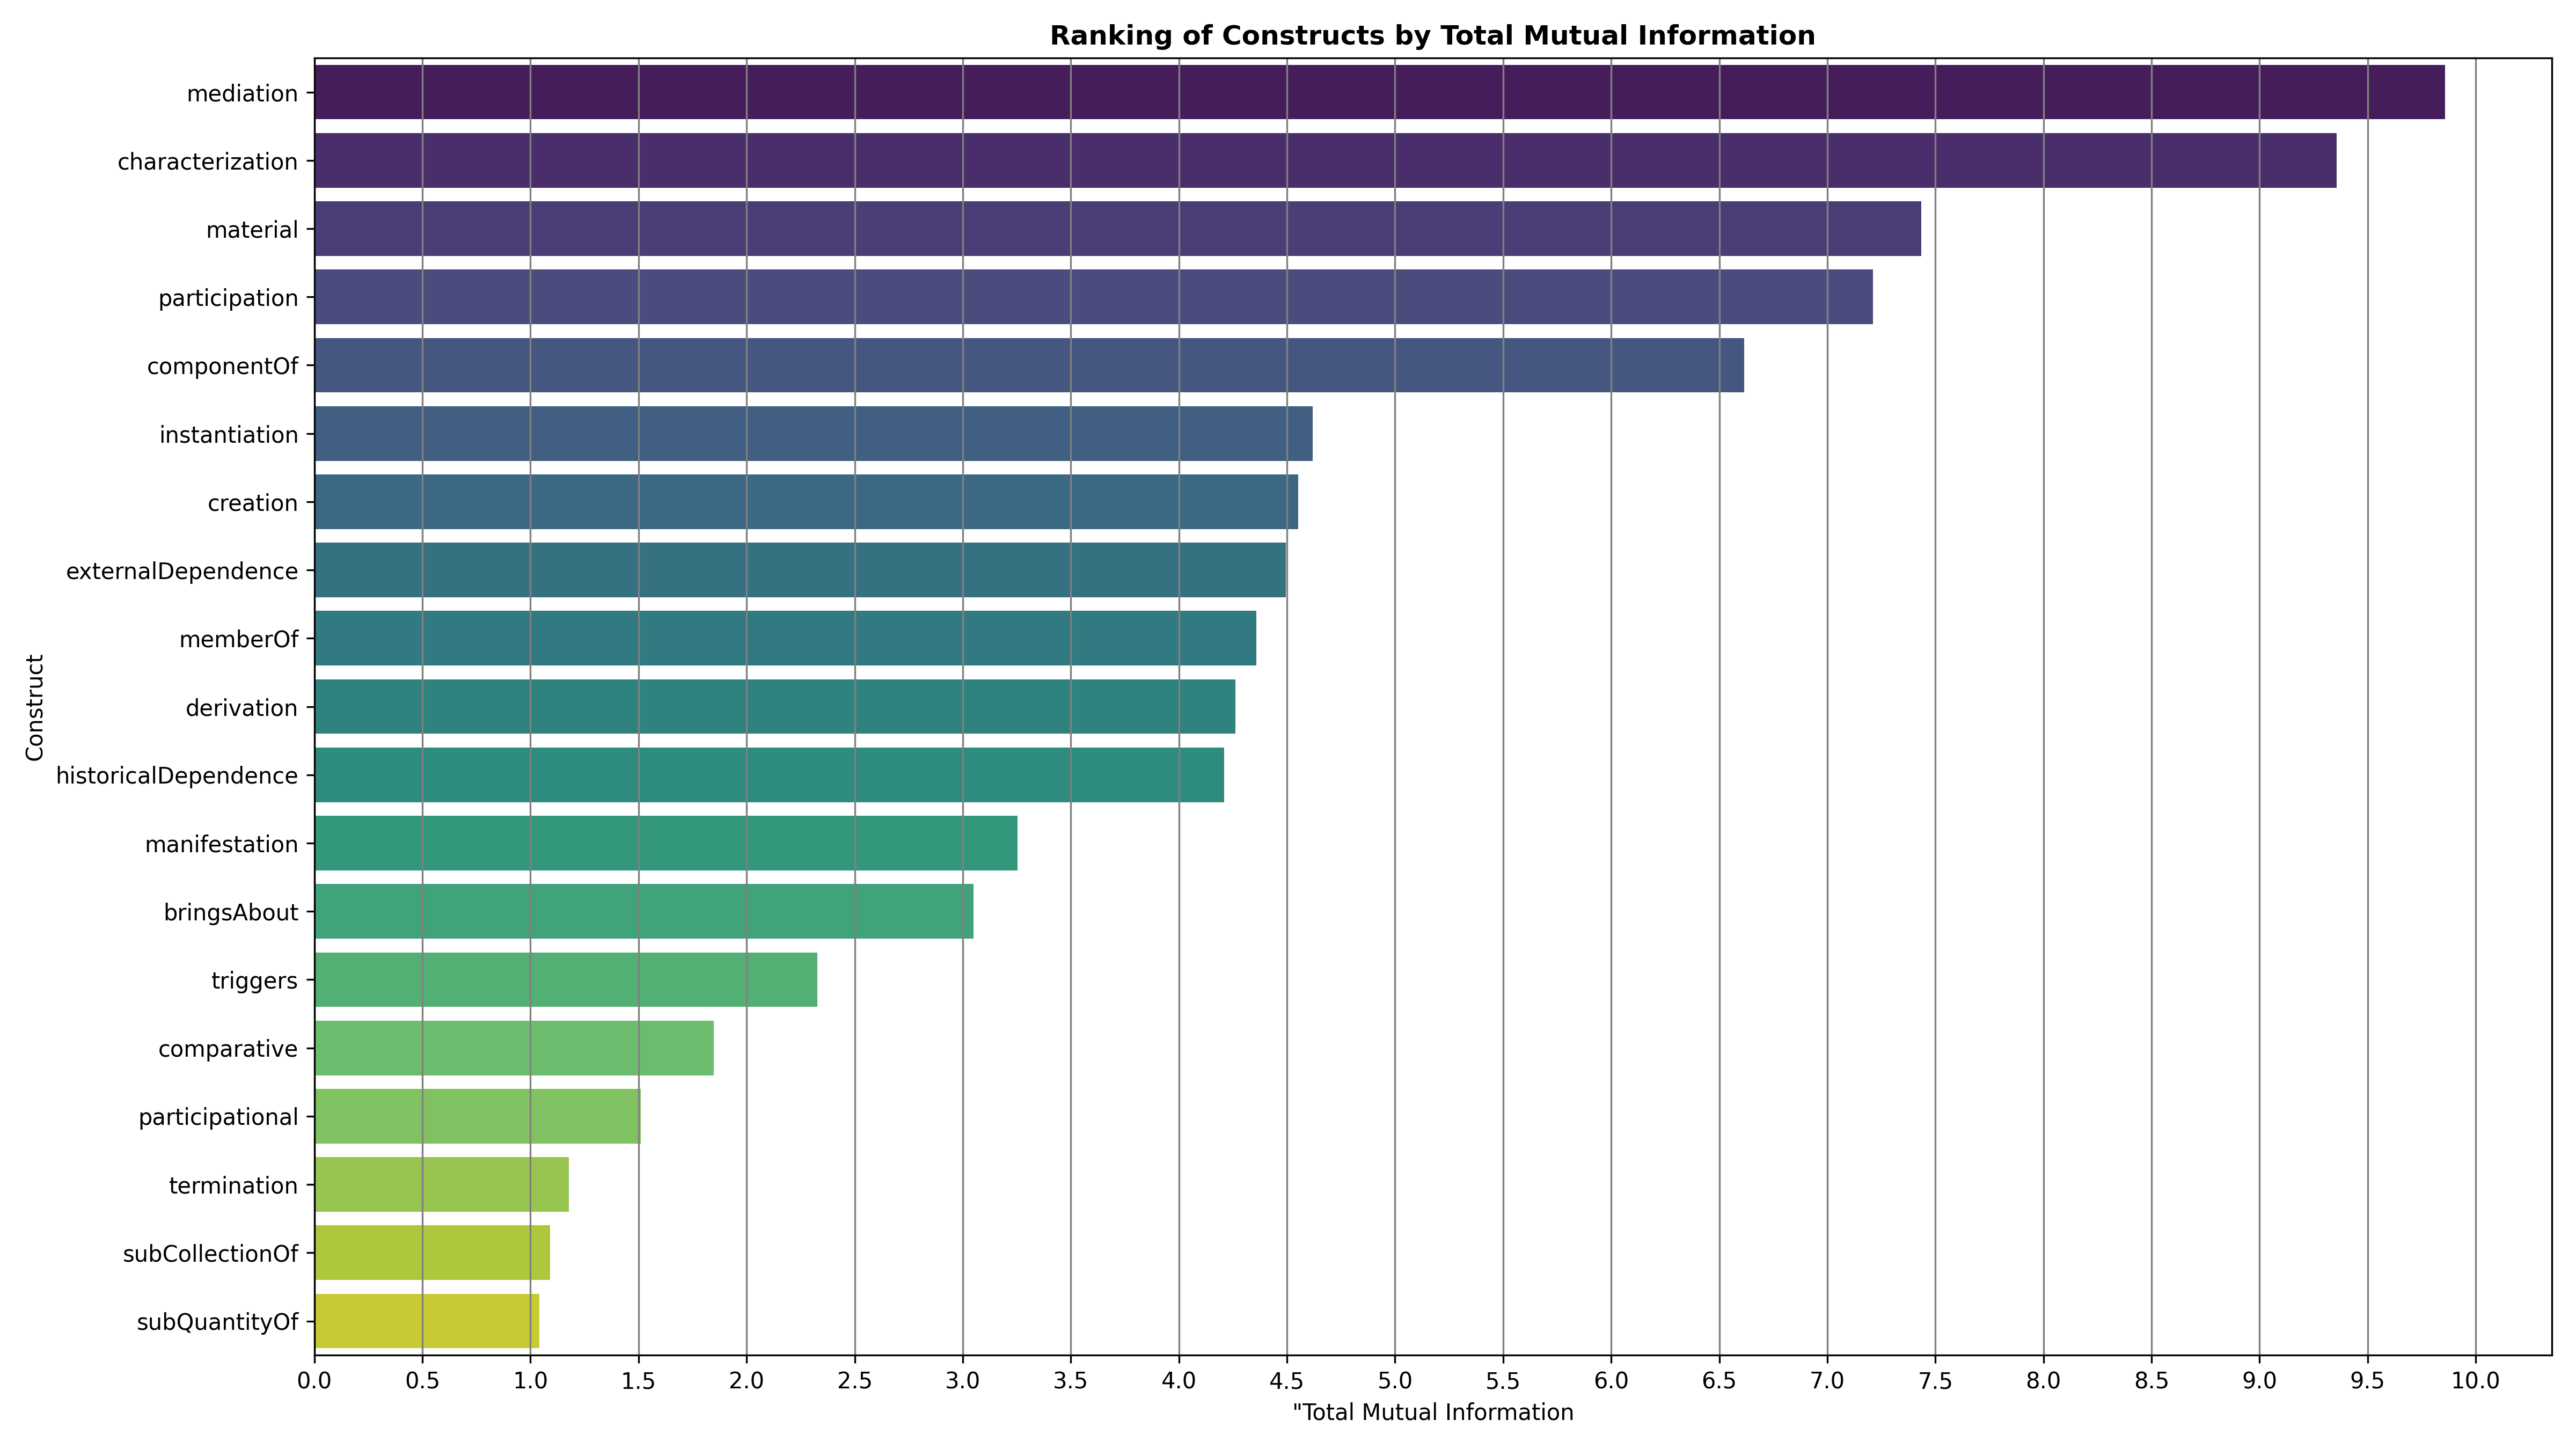 Ranking of Constructs by Total Mutual Information
mediation
characterization
material
participation
componentOf
instantiation
creation
externalDependence
memberOf
derivation
historicalDependence
manifestation
bringsAbout
triggers
comparative
participational
termination
subCollectionOf
subQuantityOf
Construct
0.0 0.5 1.0 1.5 2.0 2.5 3.0 3.5 4.0 4.5 5.0 5.5 6.0 6.5 7.0 7.5 8.0 8.5 9.0 9.5 10.0
"Total Mutual Information